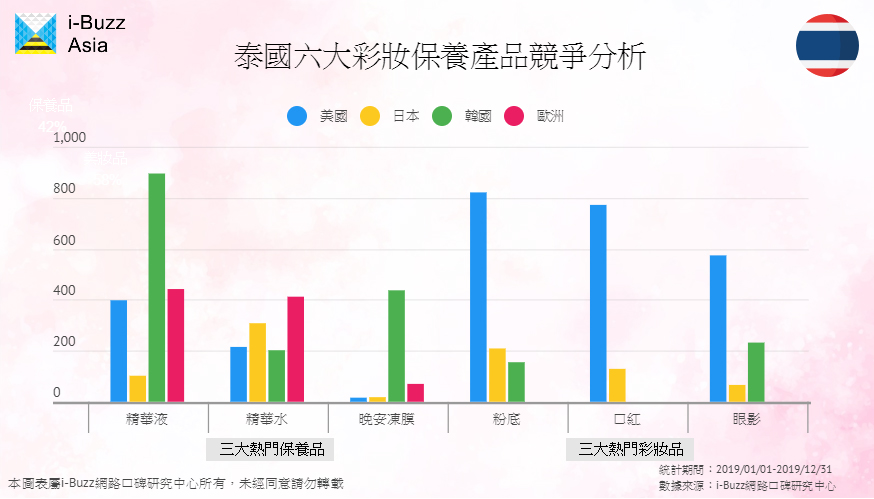 i-Buzz
Asia
泰國六大彩妝保養產品競爭分析
保養品
42%
美國 日本 韓國 歐洲
1,000
800
600
400
200
0
精華液 精華水 晚安凍膜 粉底 口紅 眼影
三大熱門保養品 三大熱門彩妝品
統計期間：2019/01/01-2019/12/31
本圖表屬i-Buzz網路口碑研究中心所有，未經同意請勿轉載
數據來源：i-Buzz網路口碑研究中心